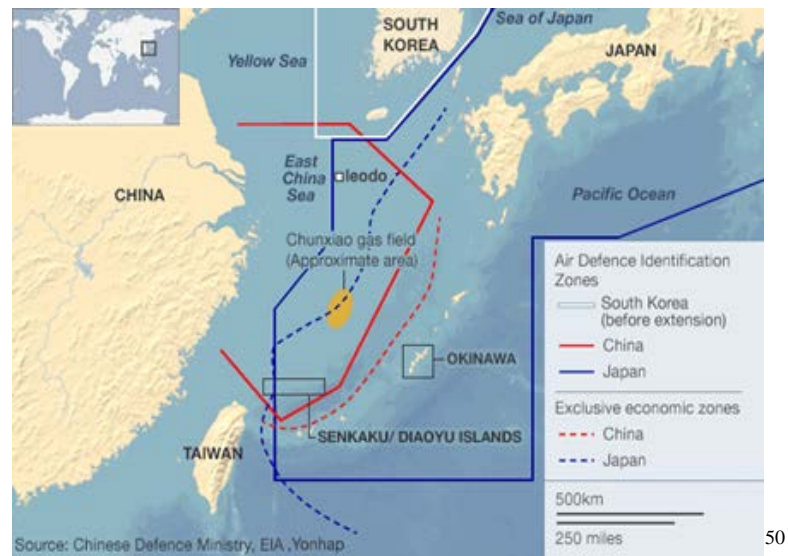 SOUTH
KOREA
Sea of Japan
JAPAN
Yellow Sea
East
China
Sea
leodo
CHINA
Pacific Ocean
Chunxiao gas field
(Approximate area)
OKINAWA
SENKAKU/ DIAOYU ISLANDS
TAIWAN
Air Defence Identification
Zones
South Korea
(before extension)
China
Japan
Exclusive economic zones
China
Japan
500km
250 miles
Source: Chinese Defence Ministry, EIA ,Yonhap
50